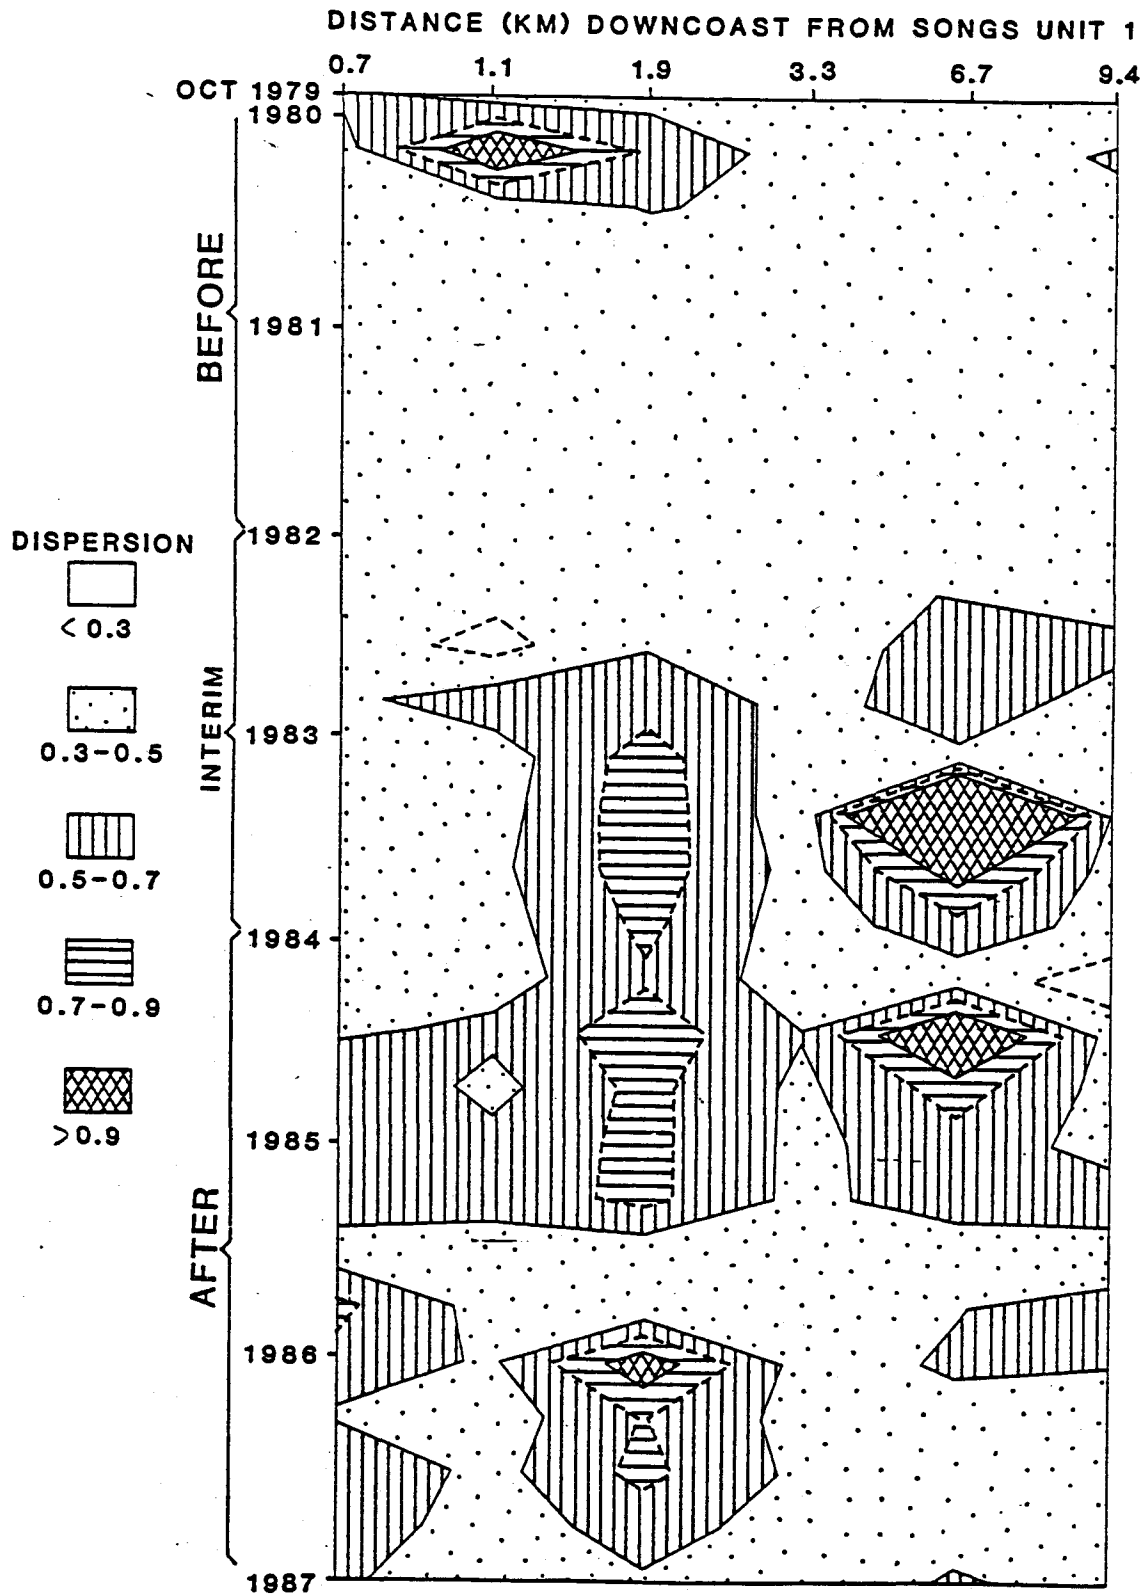 DISTANCE (KM) DOWNCOAST FROM SONGS UNIT 1
0.7 1.1 1.9 3.3 6.7 9.4
OCT 1979
1980
BEFORE
1981
1982
DISPERSION
< 0.3
0.3-0.5
0.5-0.7
0.7-0.9
>0.9
INTERIM
1983
1984
1985
AFTER
1986
1987